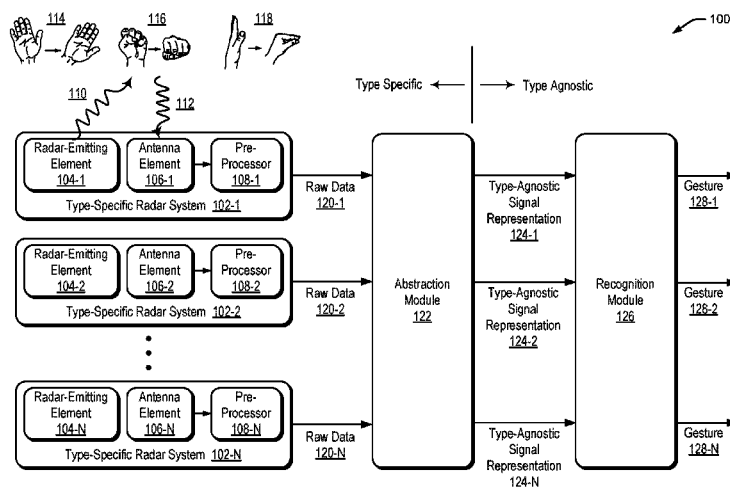 100
114
116
118
110
112
Type Specific
Type Agnostic
Radar-Emitting
Element
104-1
Antenna
Element
106-1
Pre-
Processor
108-1
Type-Specific Radar System 102-1
Raw Data
120-1
Type-Agnostic
Signal
Representation
124-1
Gesture
128-1
Radar-Emitting
Element
104-2
Antenna
Element
106-2
Pre-
Processor
108-2
Type-Specific Radar System 102-2
Raw Data
120-2
Abstraction
Module
122
Type-Agnostic
Signal
Representation
124-2
Recognition
Module
126
Gesture
128-2
Radar-Emitting
Element
104-N
Antenna
Element
106-N
Pre-
Processor
108-N
Type-Specific Radar System 102-N
Raw Data
120-N
Type-Agnostic
Signal
Representation
124-N
Gesture
128-N